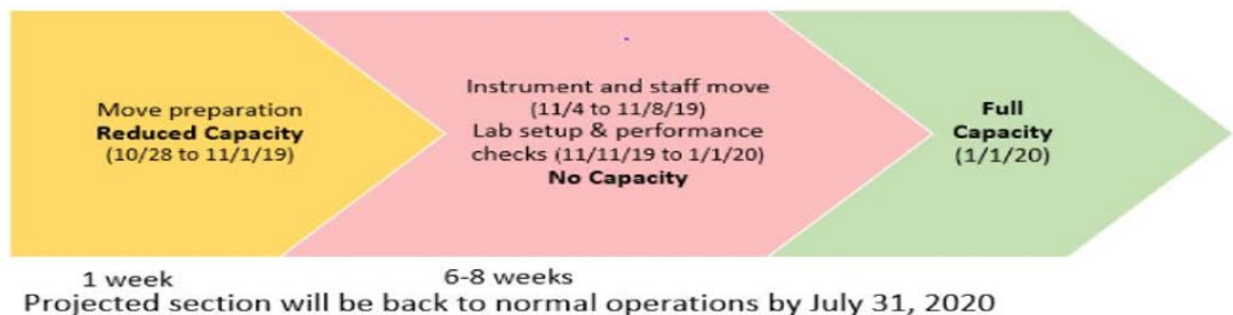 Move preparation
Reduced Capacity
(10/28 to 11/1/19)
Instrument and staff move
(11/4 to 11/8/19)
Lab setup & performance
checks (11/11/19 to 1/1/20)
No Capacity
Full
Capacity
(1/1/20)
1 week
6-8 weeks
Projected section will be back to normal operations by July 31, 2020